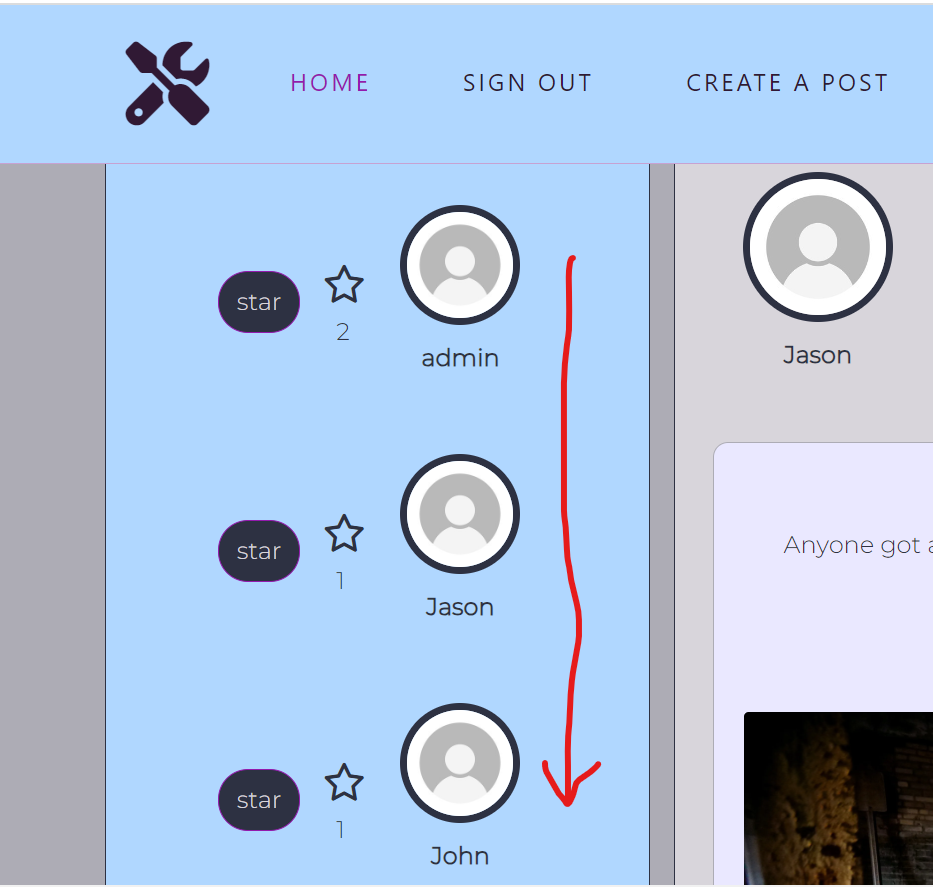 HOME SIGN OUT CREATE A POST
star
2
admin
star
1
Jason
star
1
John
Jason
Anyone got